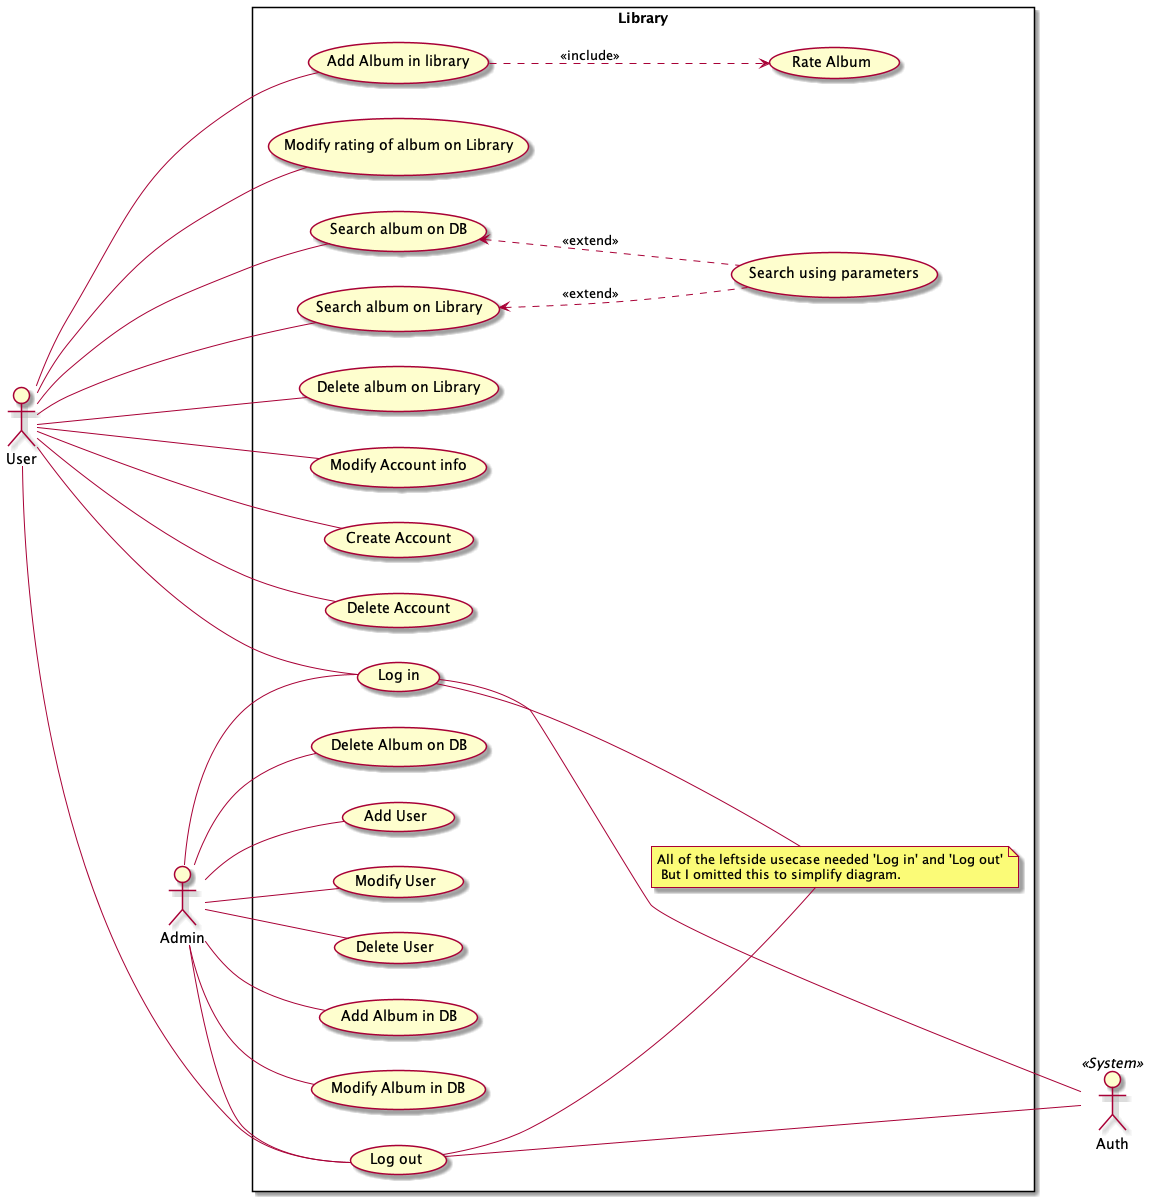 Library
Add Album in library
«include»
Rate Album
Modify rating of album on Library
Search album on DB
«extend»
Search using parameters
Search album on Library
«extend»
Delete album on Library
User
Modify Account info
Create Account
Delete Account
Log in
Delete Album on DB
Add User
All of the leftside usecase needed 'Log in' and 'Log out'
But I omitted this to simplify diagram.
Modify User
Admin
Delete User
Add Album in DB
«System»
Modify Album in DB
Auth
Log out